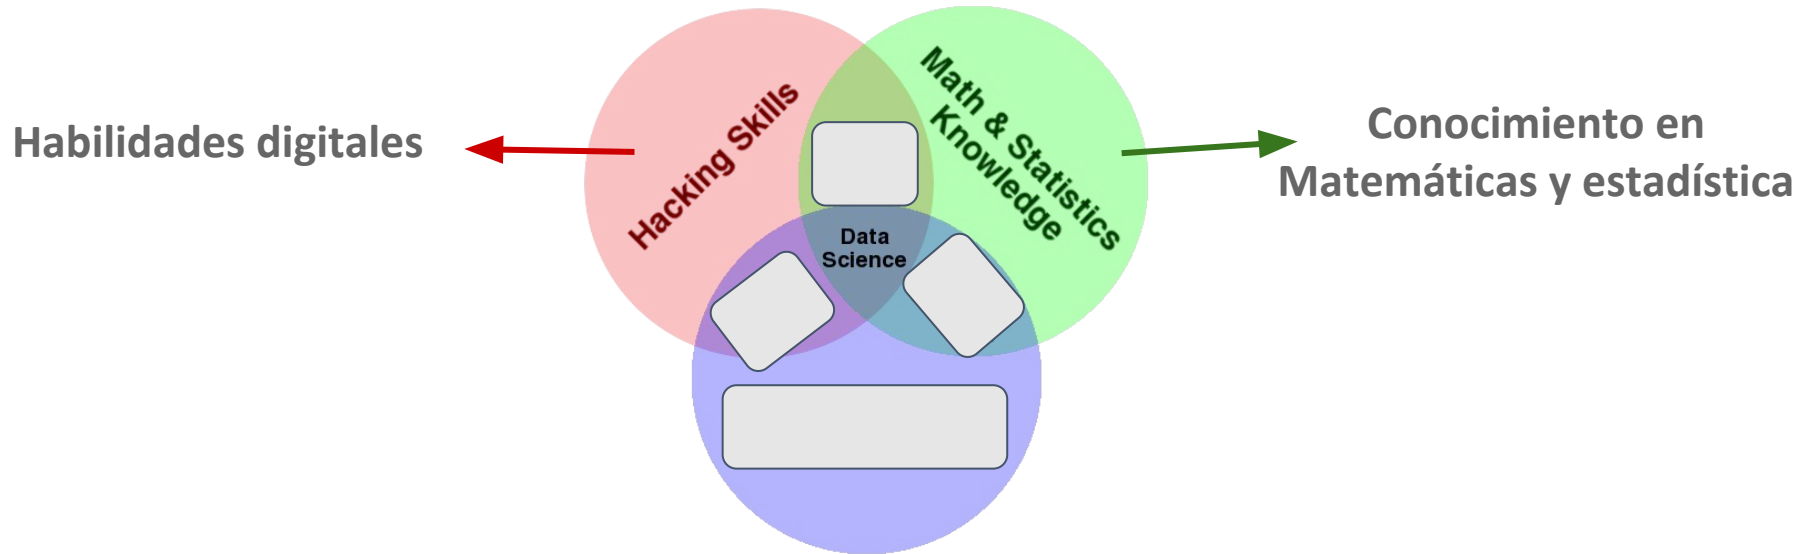 Habilidades digitales
Hacking Skills
Math & Statistics
Knowledge
Data
Science
Conocimiento en
Matemáticas y estadística